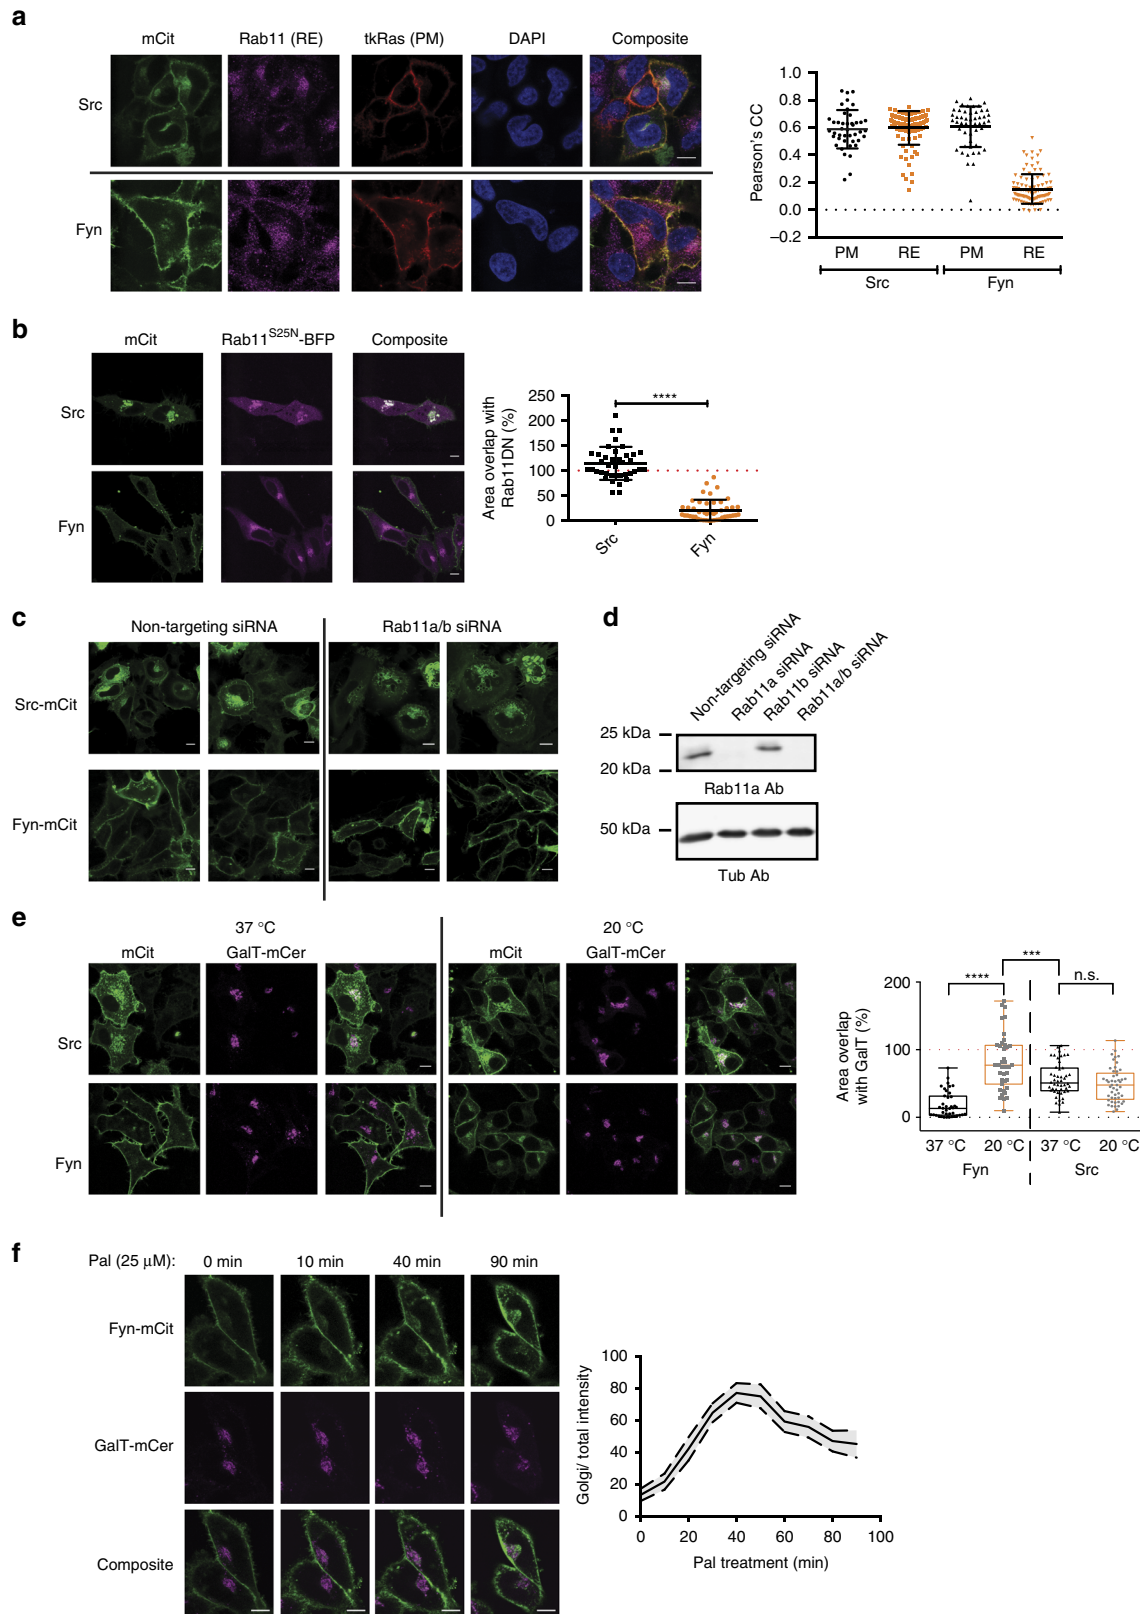 a
mCit
Rab11 (RE)
tkRas (PM)
DAPI
Composite
Src
Fyn
Pearson's CC
1.0
0.8
0.6
0.4
0.2
0.0
–0.2
PM
RE
PM
RE
Src
Fyn
b
mCit
Rab11S25N-BFP
Composite
Src
Fyn
Area overlap with
Rab11DN (%)
250
200
150
100
50
0
****
Src
Fyn
c
Non-targeting siRNA
Rab11a/b siRNA
Src-mCit
Fyn-mCit
d
Non-targeting siRNA
Rab11a siRNA
Rab11b siRNA
Rab11a/b siRNA
25 kDa
20 kDa
Rab11a Ab
50 kDa
Tub Ab
e
37 °C
20 °C
mCit
GalT-mCer
mCit
GalT-mCer
Src
Fyn
Area overlap
with GalT (%)
200
100
0
****
***
n.s.
37 °C
20 °C
37 °C
20 °C
Fyn
Src
f
Pal (25 µM):
0 min
10 min
40 min
90 min
Fyn-mCit
GalT-mCer
Composite
Golgi/ total intensity
100
80
60
40
20
0
0
20
40
60
80
100
Pal treatment (min)